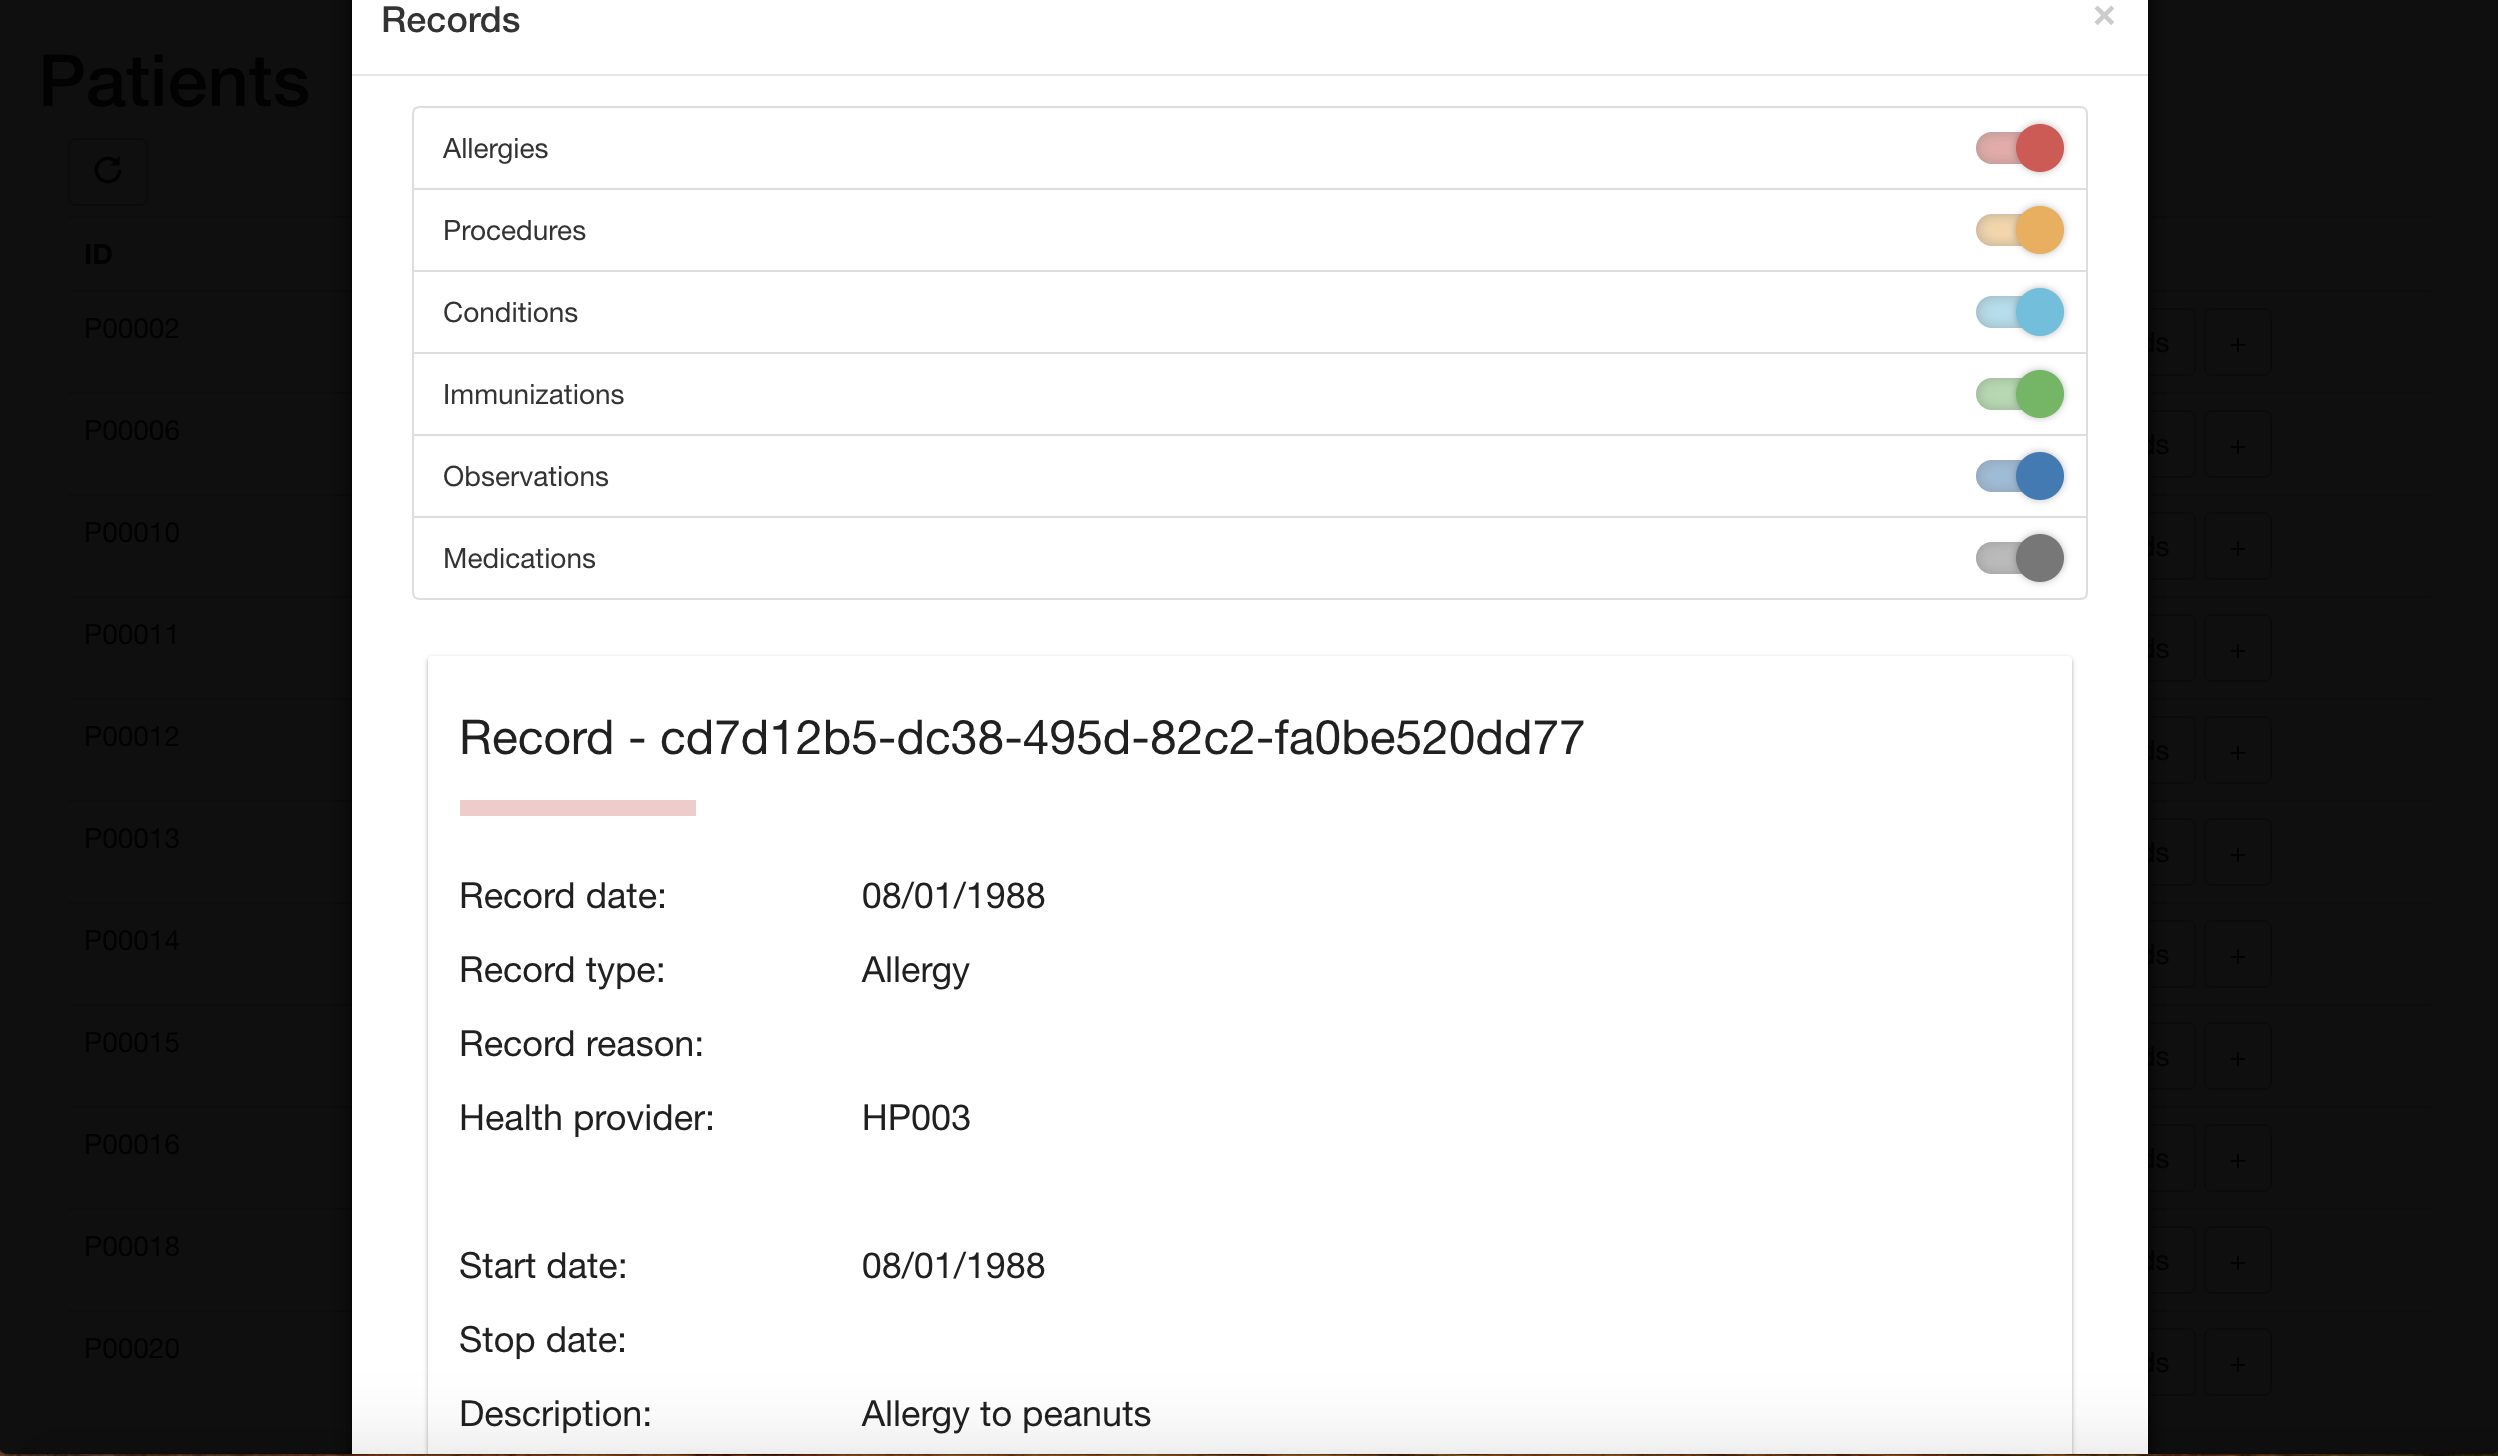 Records
×
Patients
Allergies
Procedures
ID
Conditions
P00002
+
Immunizations
P00006
+
Observations
P00010
+
Medications
P00011
+
Record - cd7d12b5-dc38-495d-82c2-fa0be520dd77
P00012
+
P00013
+
Record date: 08/01/1988
P00014
+
Record type: Allergy
Record reason:
P00015
+
Health provider: HP003
P00016
+
P00018
+
Start date: 08/01/1988
Stop date:
P00020
+
Description: Allergy to peanuts